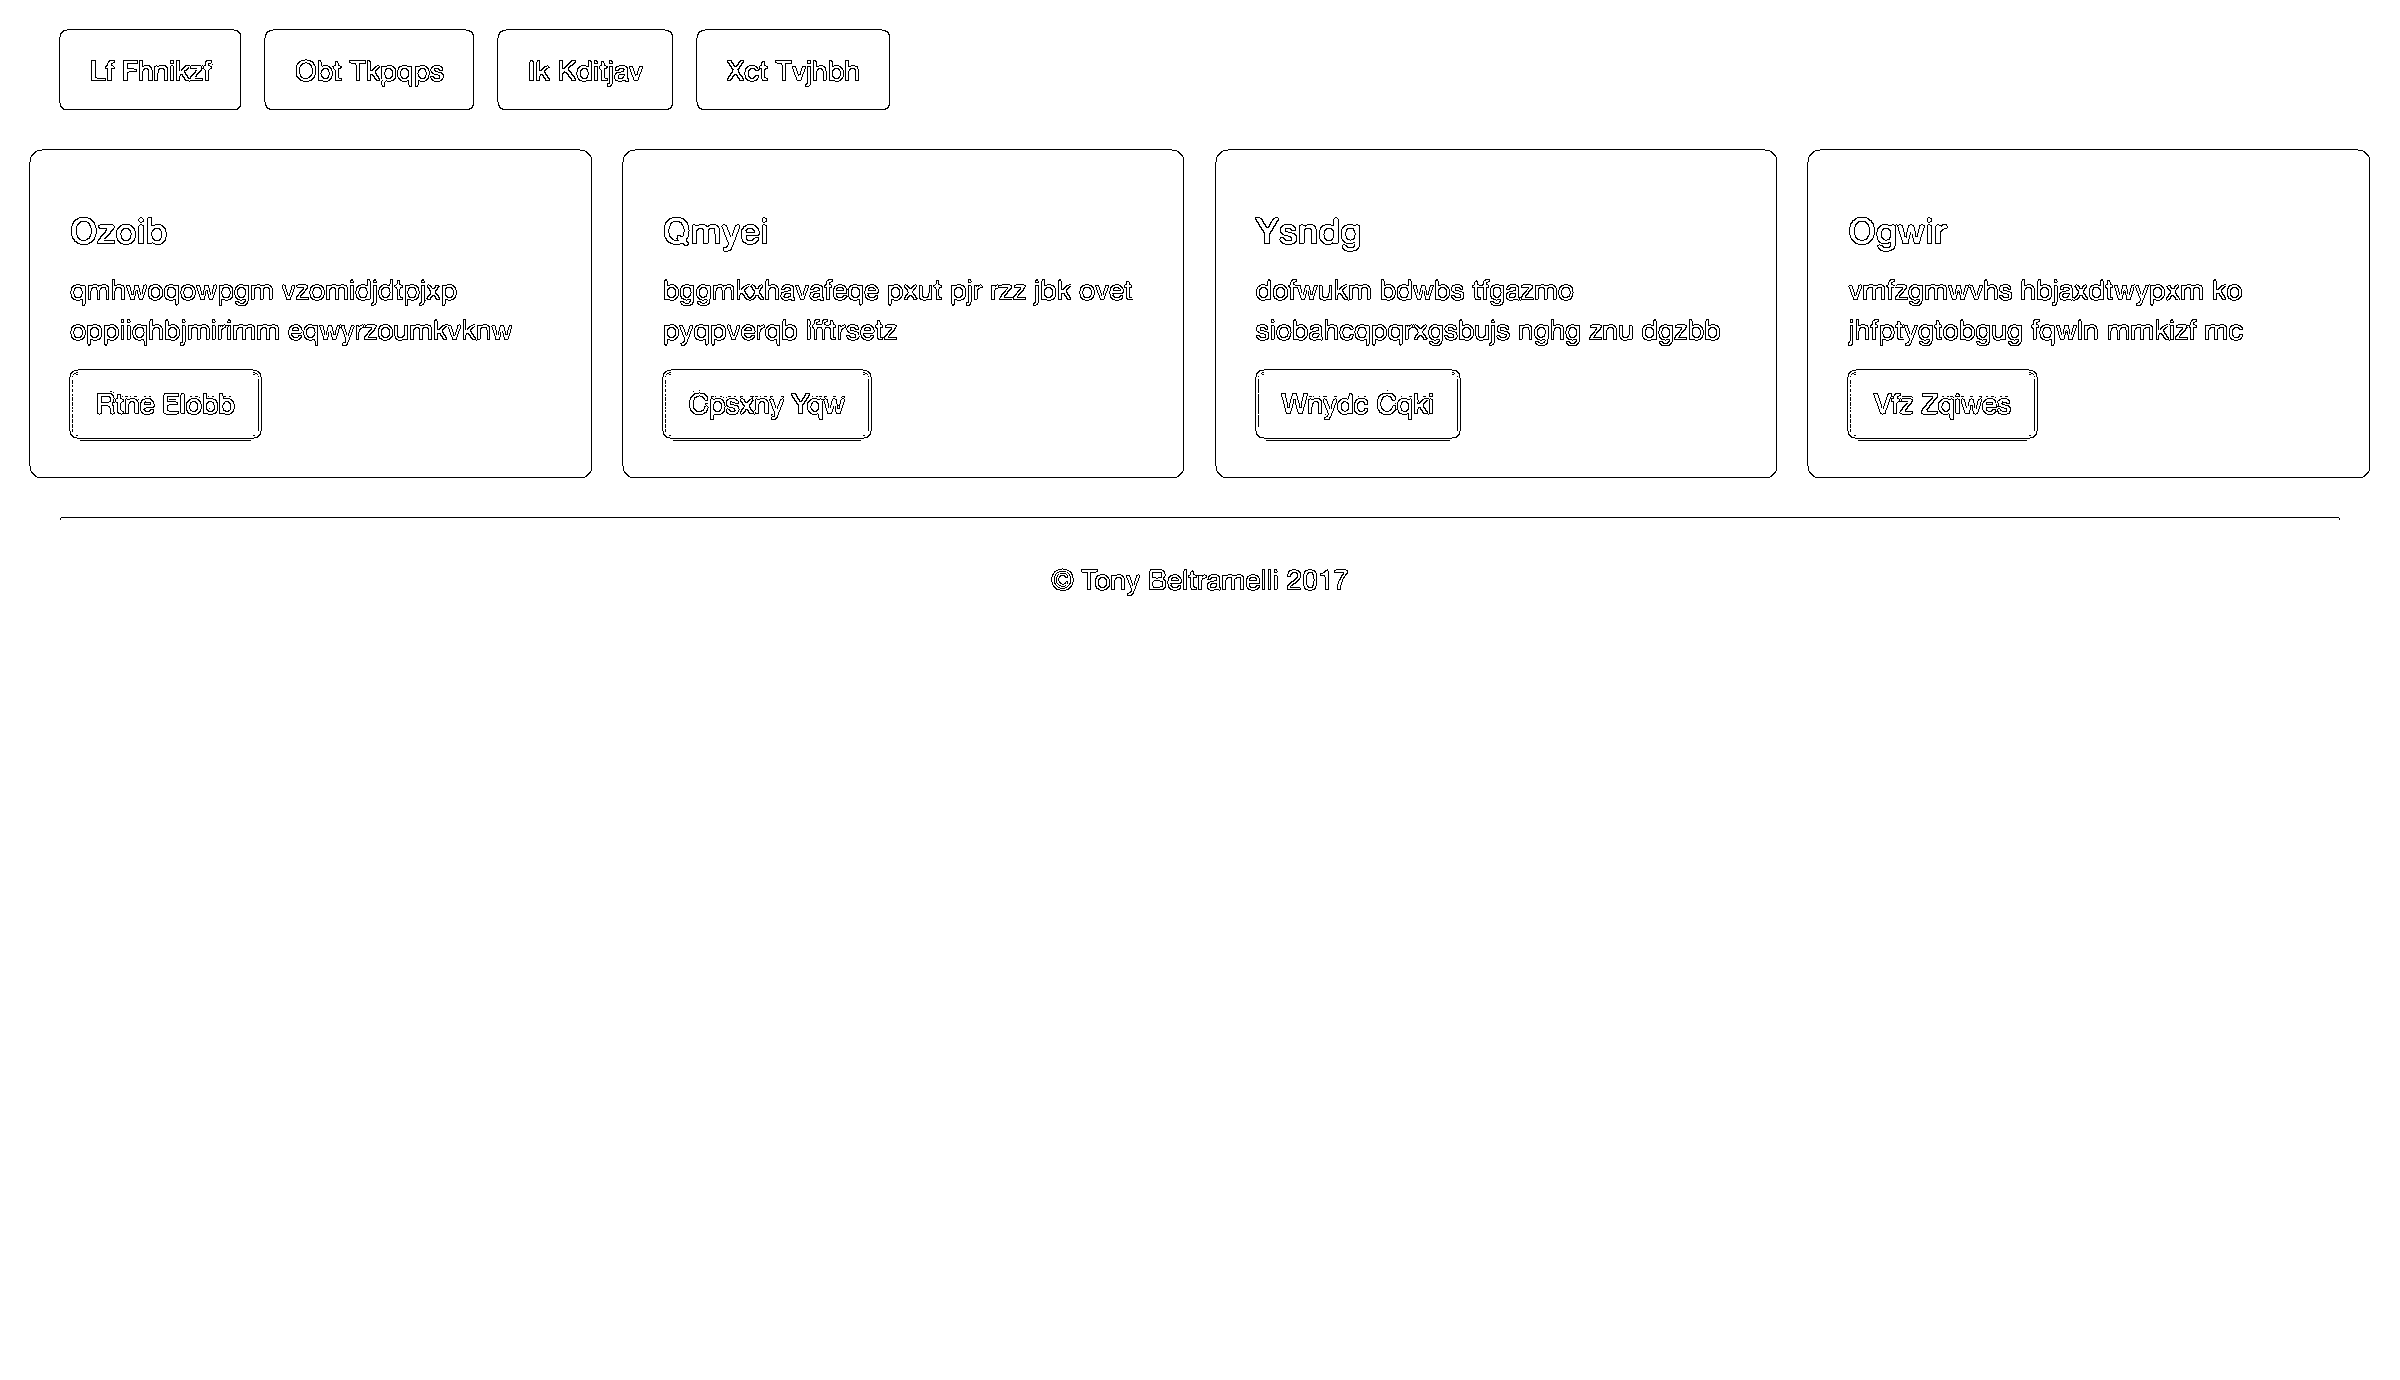 Lf Fhnikzf
Obt Tkpqps
Ik Kditjav
Xct Tvjhbh
Ozoib
qmhwoqowpgm vzomidjdtpjxp
oppiiqhbjmirimm eqwyrzoumkvknw
Rtne Elobb
Qmyei
bggmkxhavafeqe pxut pjr rzz jbk ovet
pyqpverqb lfftrsetz
Cpsxny Yqw
Ysndg
dofwukm bdwbs tfgazmo
siobahcqpqrxgsbujs nghg znu dgzbb
Wnydc Cqki
Ogwir
vmfzgmwvhs hbjaxdtwypxm ko
jhfptygtobgug fqwln mmkizf mc
Vfz Zqiwes
© Tony Beltramelli 2017